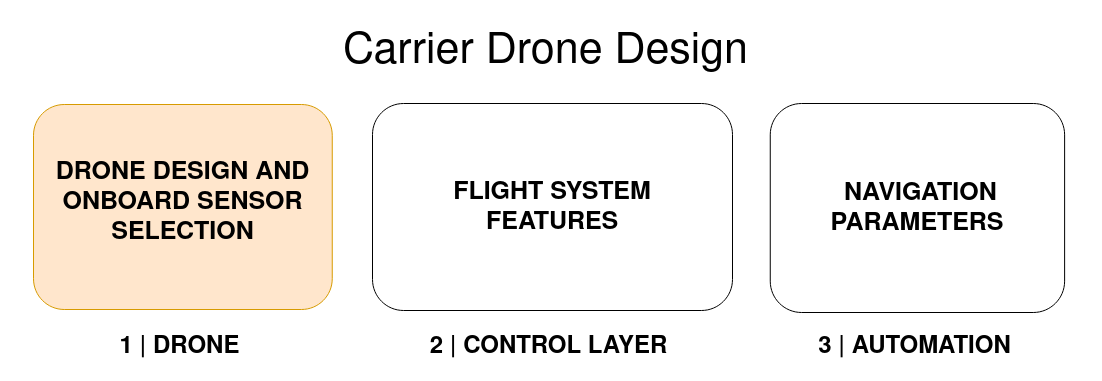 Carrier Drone Design
DRONE DESIGN AND
ONBOARD SENSOR
SELECTION
FLIGHT SYSTEM
FEATURES
NAVIGATION
PARAMETERS
1 | DRONE
2 | CONTROL LAYER
3 | AUTOMATION